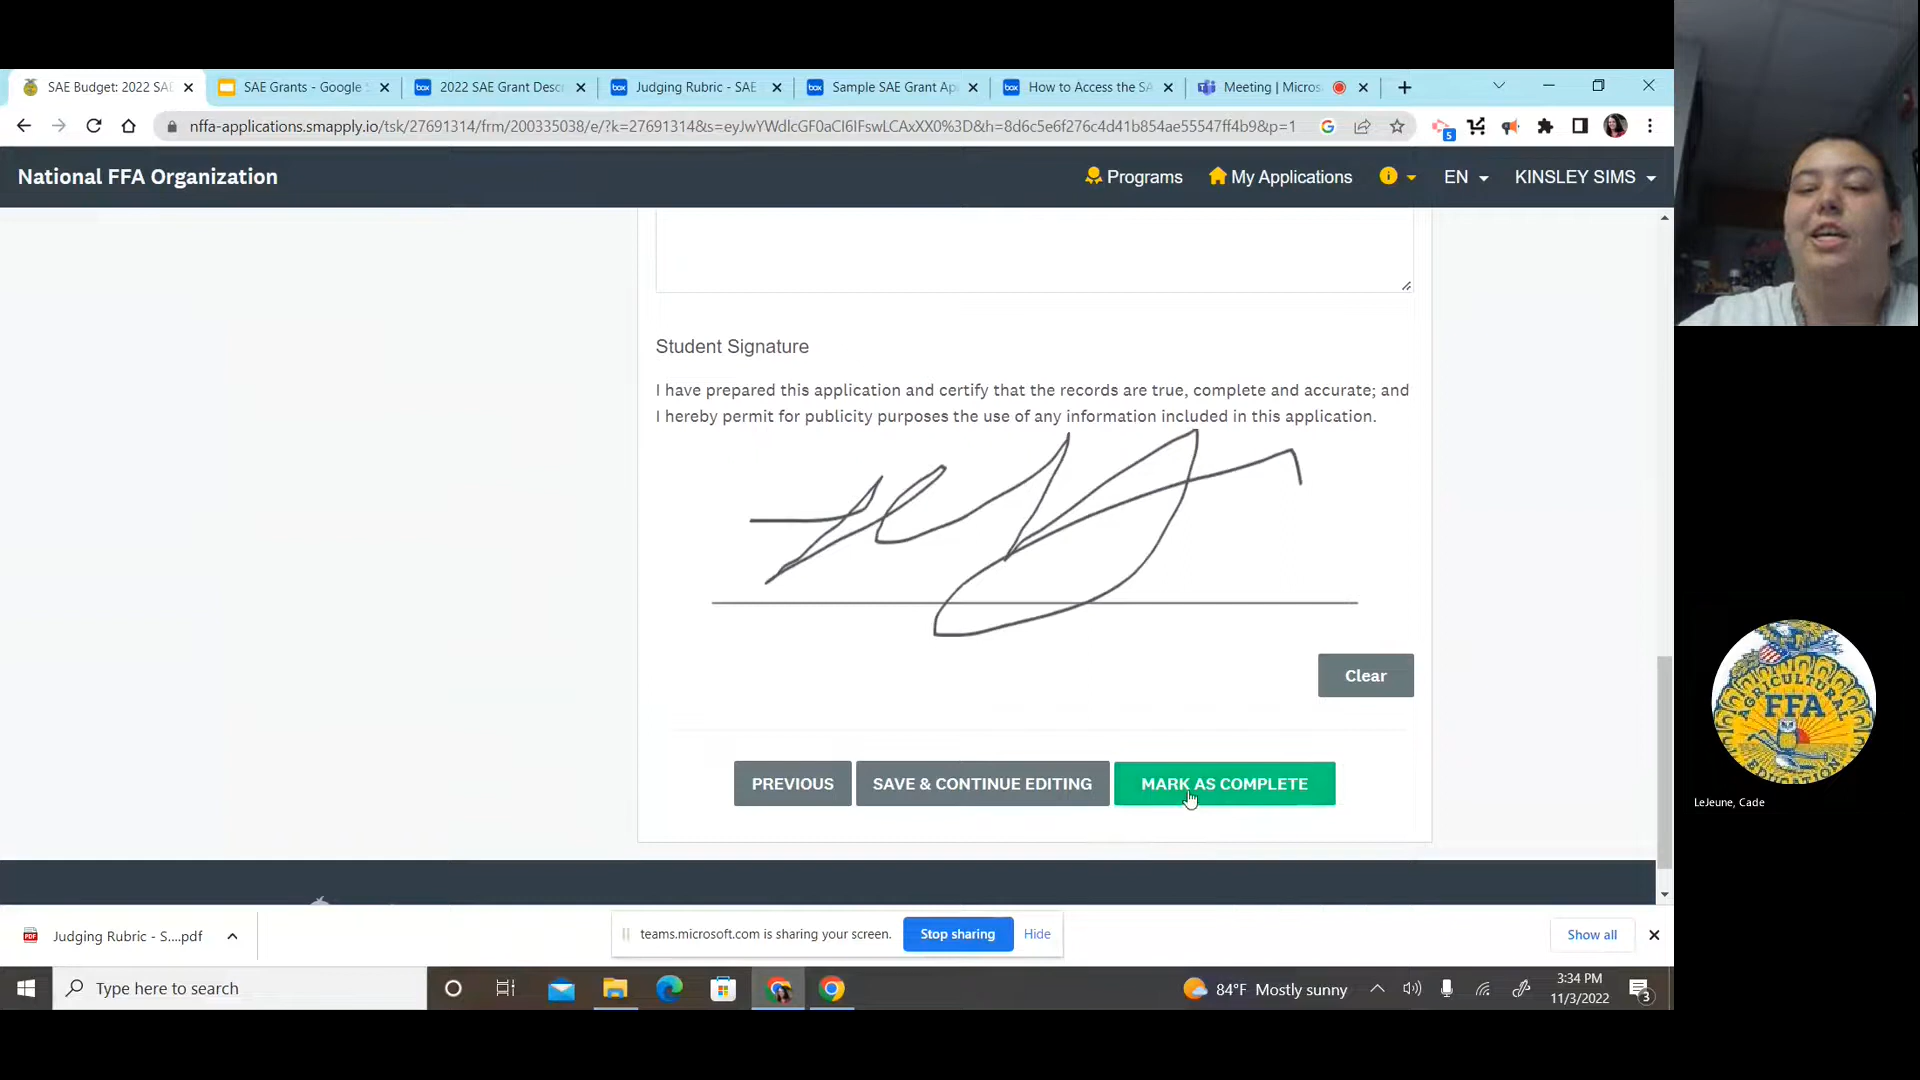 SAE Budget: 2022 SAE
SAE Grants - Google S
2022 SAE Grant Desc
Judging Rubric - SAE
Sample SAE Grant Ap
How to Access the SA
Meeting | Micros
nffa-applications.smapply.io/tsk/27691314/frm/200335038/e/?k=27691314&s=eyJwYWdlcGF0aCI6IFswLCAxXX0%3D&h=8d6c5e6f276c4d41b854ae55547ff4b9&p=1
5
National FFA Organization
Programs
My Applications
EN
KINSLEY SIMS
Student Signature
I have prepared this application and certify that the records are true, complete and accurate; and
I hereby permit for publicity purposes the use of any information included in this application.
Clear
PREVIOUS
SAVE & CONTINUE EDITING
MARK AS COMPLETE
AGRICULTURAL
FFA
EDUCATION
LeJeune, Cade
Judging Rubric - S....pdf
teams.microsoft.com is sharing your screen.
Stop sharing
Hide
Show all
Type here to search
84°F Mostly sunny
3:34 PM
11/3/2022
3